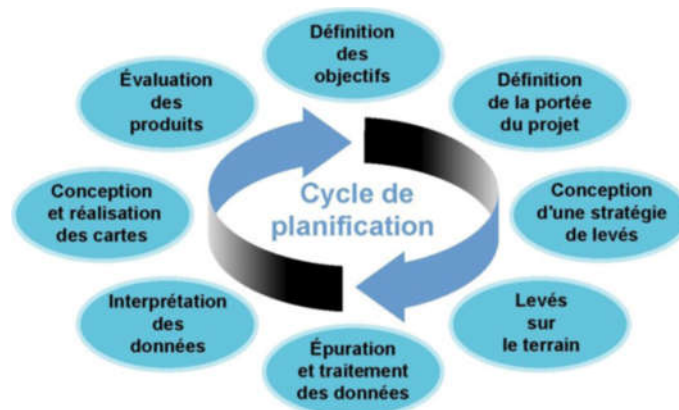 Définition
des
objectifs
Définition
de la portée
du projet
Conception
d'une stratégie
de levés
Levés
sur
le terrain
Épuration
et traitement
des données
Interprétation
des
données
Conception
et réalisation
des cartes
Évaluation
des
produits
Cycle de
planification